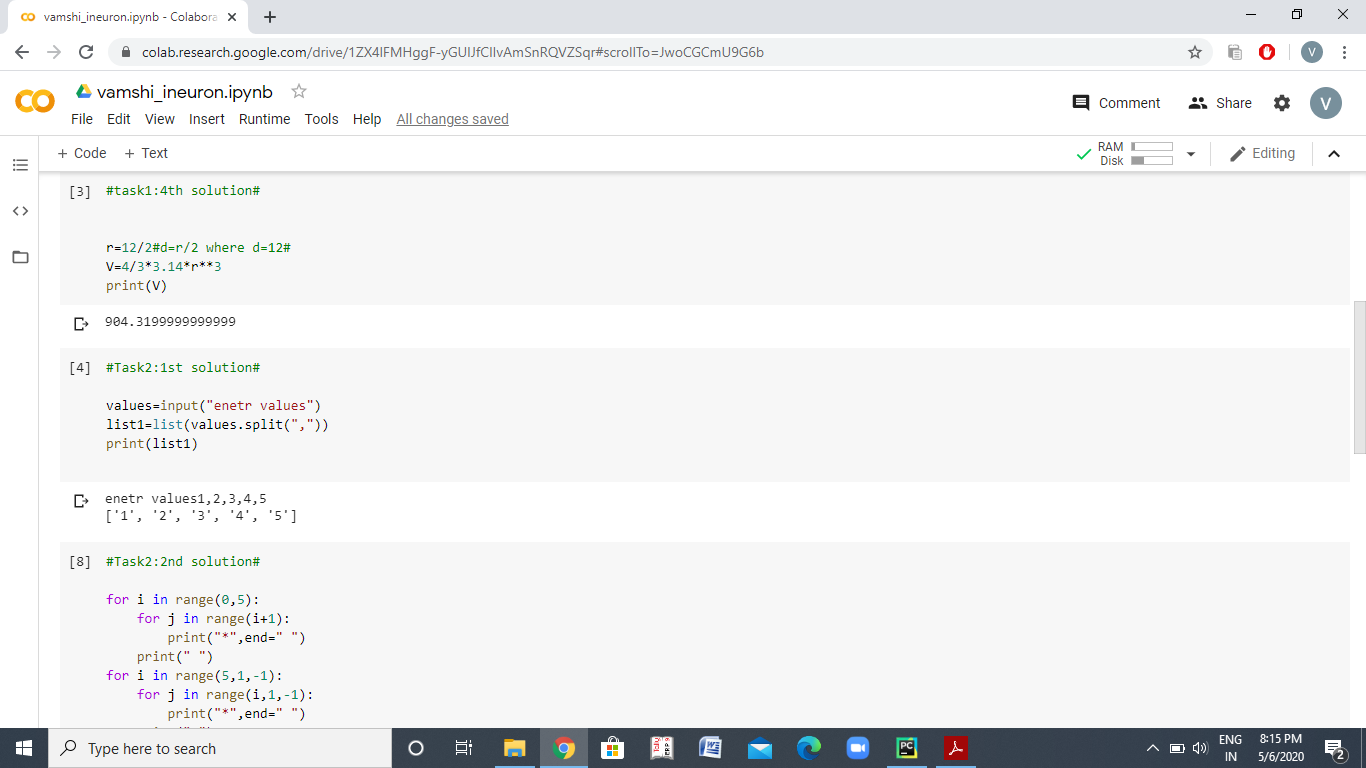 vamshi_ineuron.ipynb - Colabora
colab.research.google.com/drive/1ZX4IFMHggF-yGUIJfCIIvAmSnRQVZSqr#scrollTo=JwoCGCmU9G6b
V
vamshi_ineuron.ipynb
Comment
Share
V
File Edit View Insert Runtime Tools Help All changes saved
+ Code + Text
RAM
Disk
Editing
[3] #task1:4th solution#
r=12/2#d=r/2 where d=12#
V=4/3*3.14*r**3
print(V)
904.3199999999999
[4] #Task2:1st solution#
values=input("enetr values")
list1=list(values.split(","))
print(list1)
enetr values1,2,3,4,5
['1', '2', '3', '4', '5']
[8] #Task2:2nd solution#
for i in range(0,5):
for j in range(i+1):
print("*",end=" ")
print(" ")
for i in range(5,1,-1):
for j in range(i,1,-1):
print("*",end=" ")
Type here to search
ENG
IN
8:15 PM
5/6/2020
2